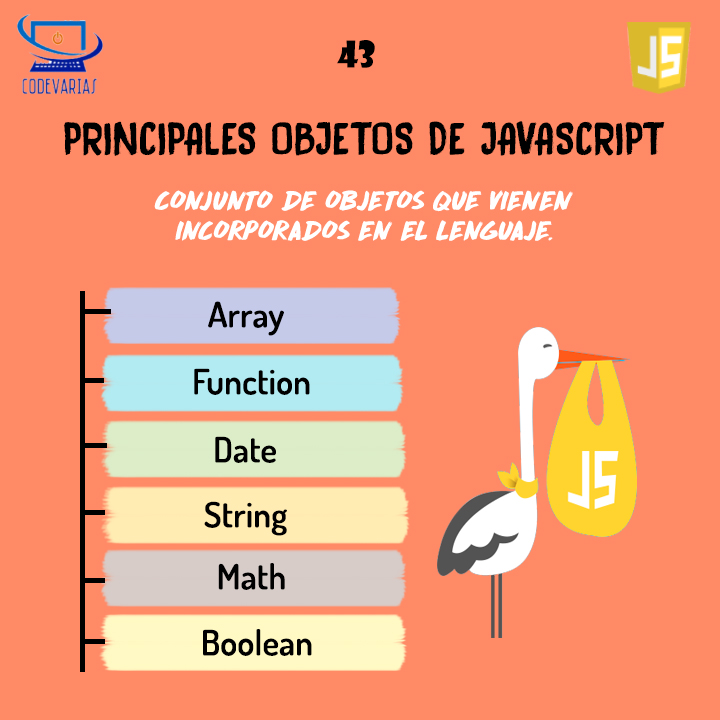 CODEVARIAS
43
JS
PRINCIPALES OBJETOS DE JAVASCRIPT
CONJUNTO DE OBJETOS QUE VIENEN
INCORPORADOS EN EL LENGUAJE.
Array
Function
Date
String
Math
Boolean
JS